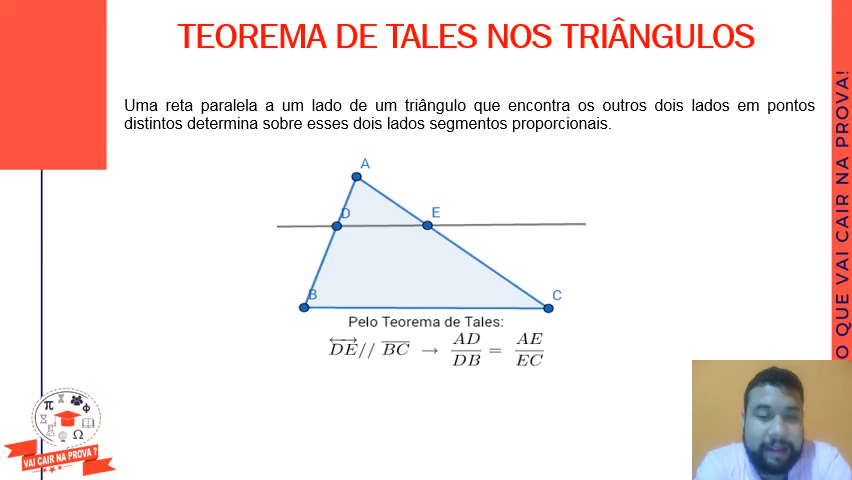 TEOREMA DE TALES NOS TRIÂNGULOS
Uma reta paralela a um lado de um triângulo que encontra os outros dois lados em pontos
distintos determina sobre esses dois lados segmentos proporcionais.
A
D
E
B
C
Pelo Teorema de Tales:
DE// BC → AD/DB = AE/EC
O QUE VAI CAIR NA PROVA!
π
Φ
Ω
VAI CAIR NA PROVA ?